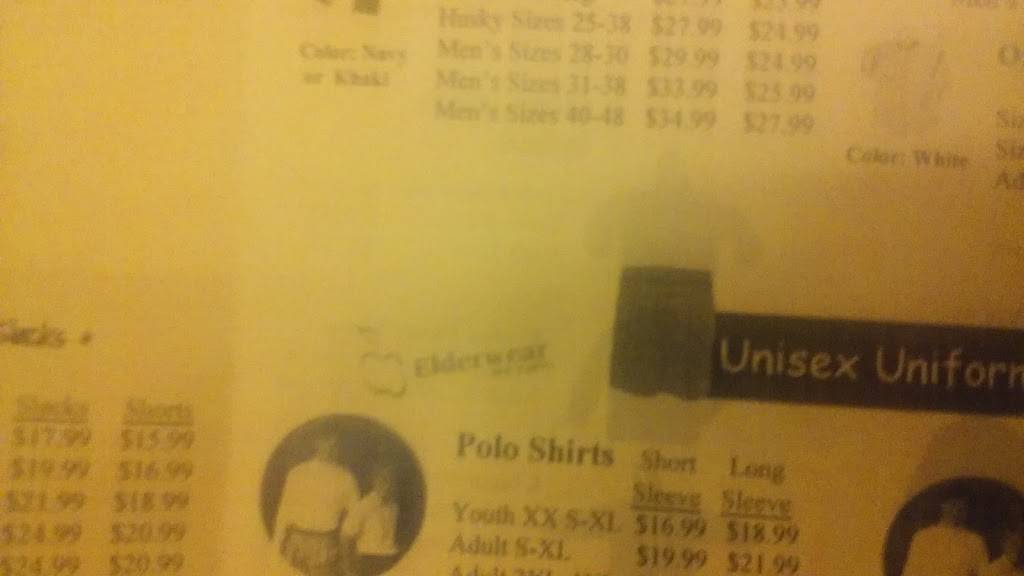 Husky Sizes 25-38 $27.99 $21.99
Men's Sizes 28-30 $29.99 $24.99
Men's Sizes 31-38 $33.99 $25.99
Men's Sizes 40-48 $34.99 $27.99
Color: Navy
or Khaki
Color: White
Elderwear
Unisex Uniform
Slacks Shorts
$17.99 $15.99
$19.99 $16.99
$21.99 $18.99
$24.99 $20.99
$24.99 $20.99
Polo Shirts Short Long
Sleeve Sleeve
Youth XX S-XL $16.99 $18.99
Adult S-XL $19.99 $21.99